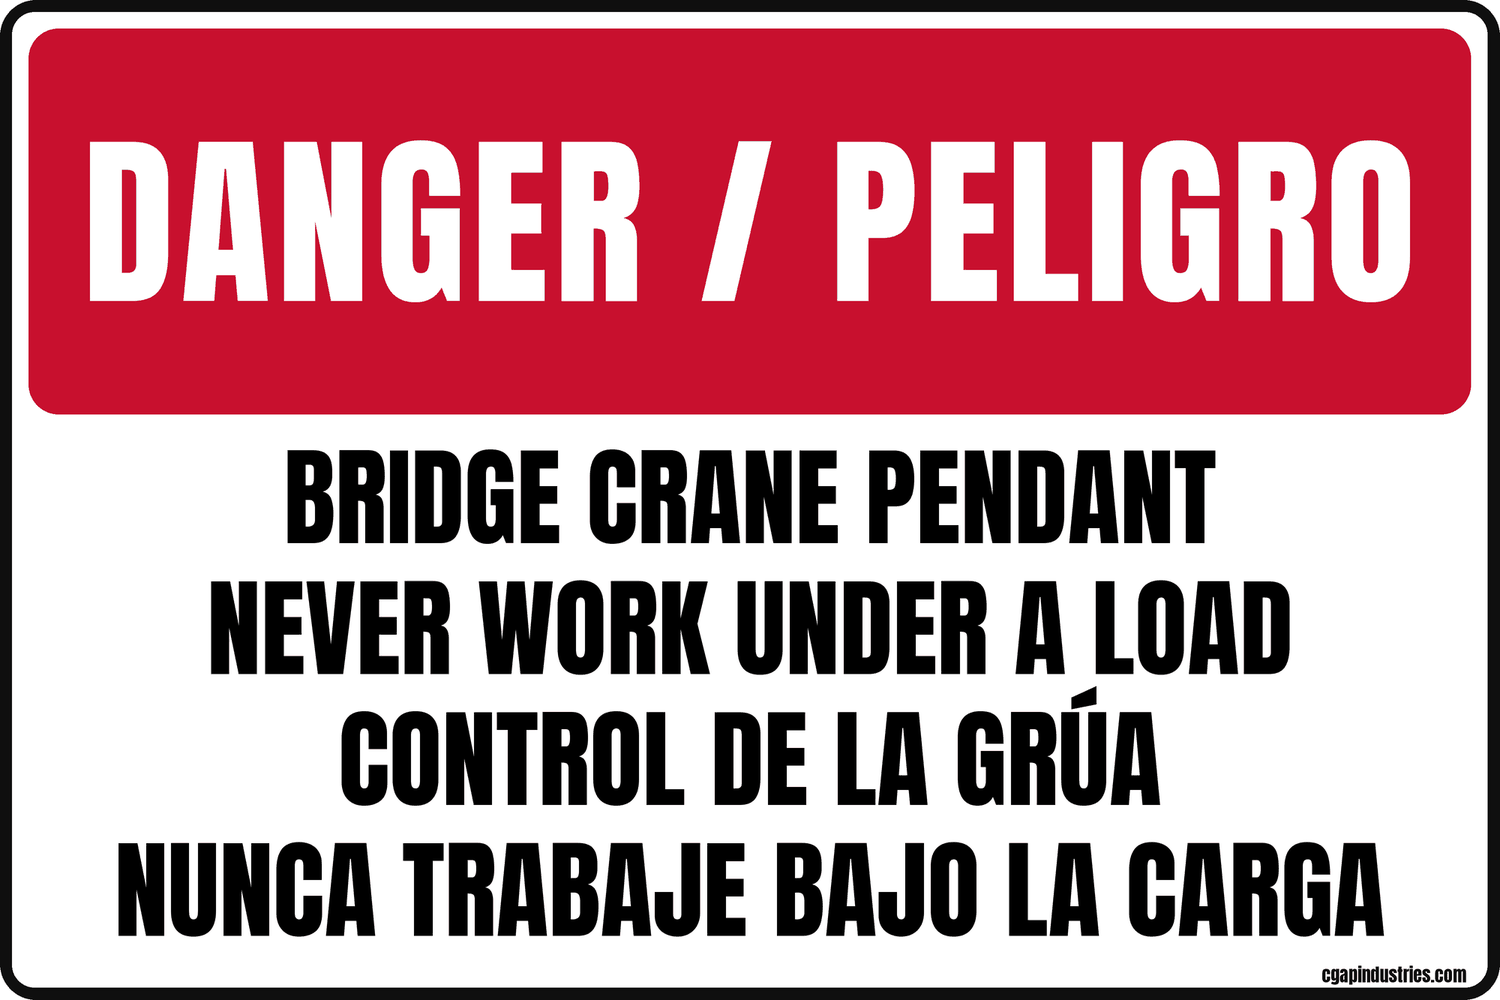 DANGER / PELIGRO
BRIDGE CRANE PENDANT
NEVER WORK UNDER A LOAD
CONTROL DE LA GRÚA
NUNCA TRABAJE BAJO LA CARGA
cgapindustries.com